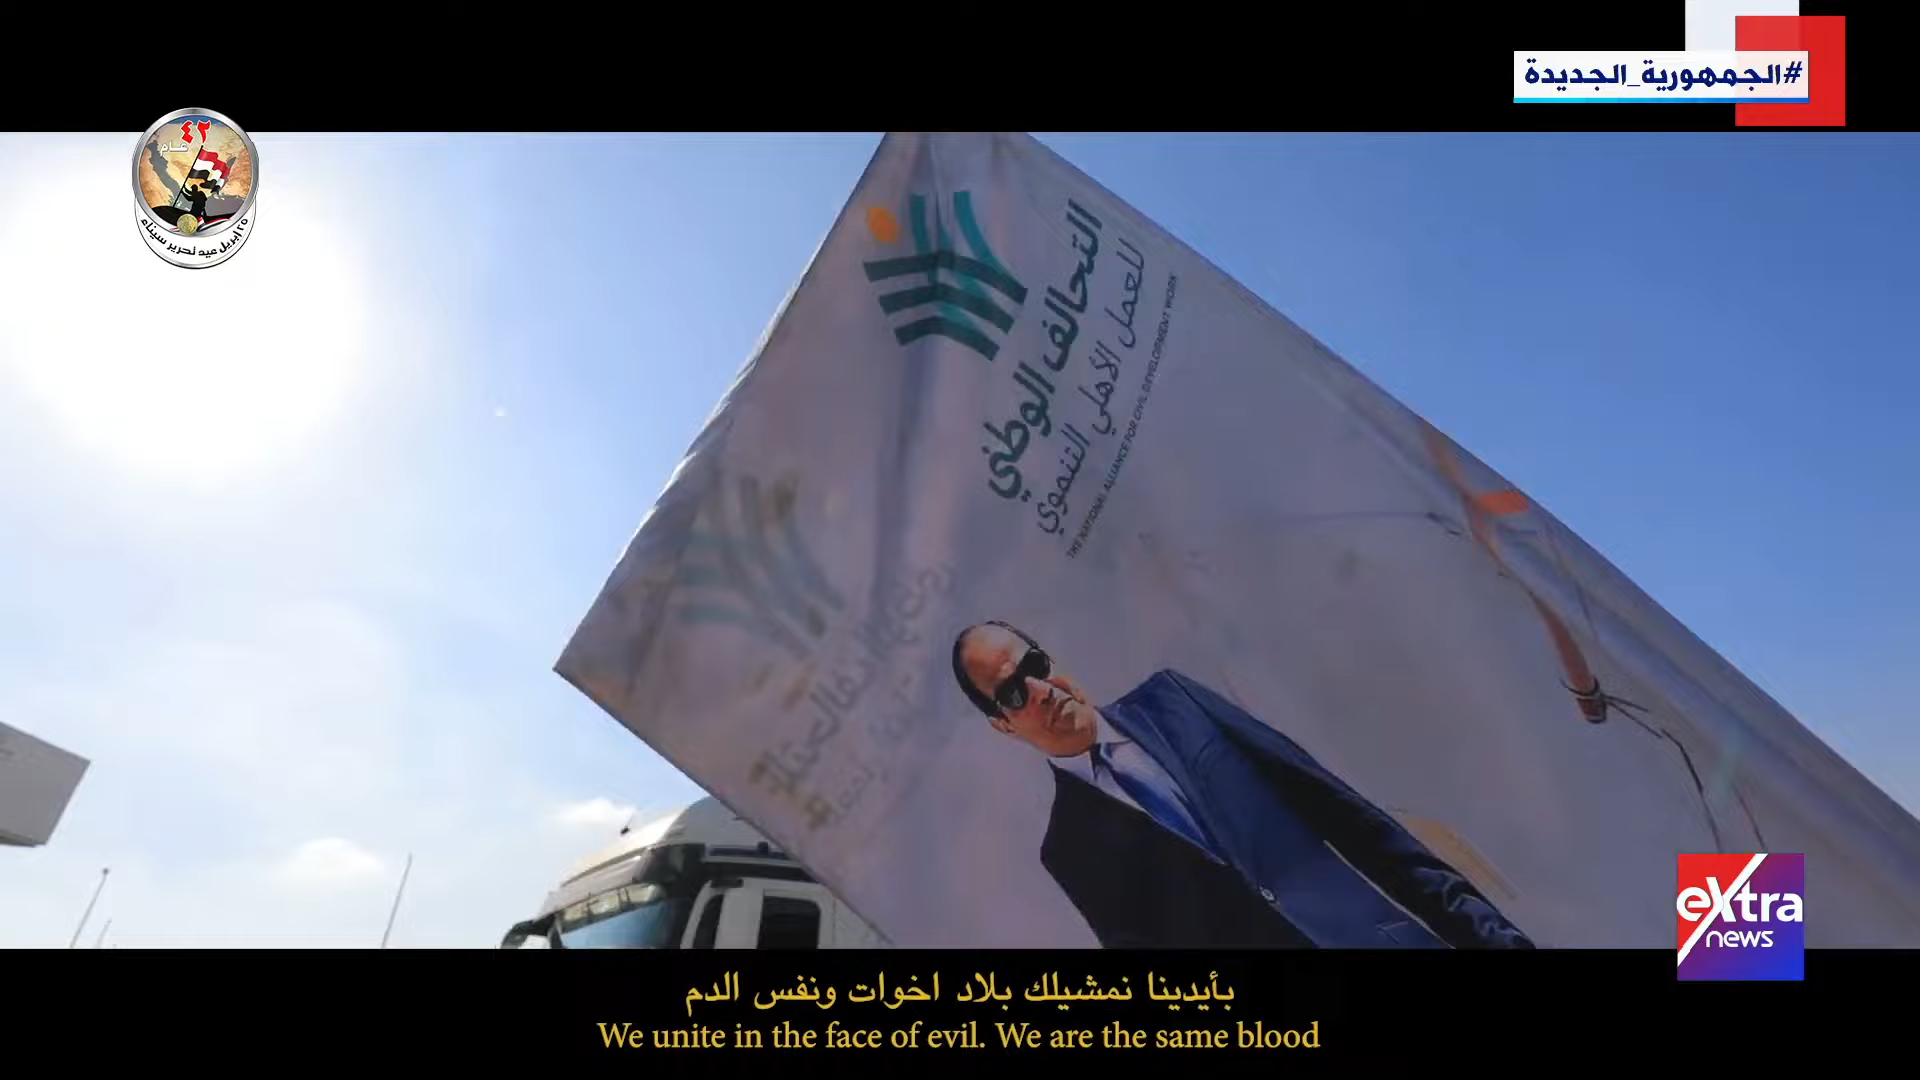 #الجمهورية_الجديدة
٤٢
عام
٢٥ ابريل عيد تحرير سيناء
التحالف الوطني
للعمل الأهلي التنموي
THE NATIONAL ALLIANCE FOR CIVIL DEVELOPMENT WORK
extra
news
بأيدينا نمشيلك بلاد اخوات ونفس الدم
We unite in the face of evil. We are the same blood